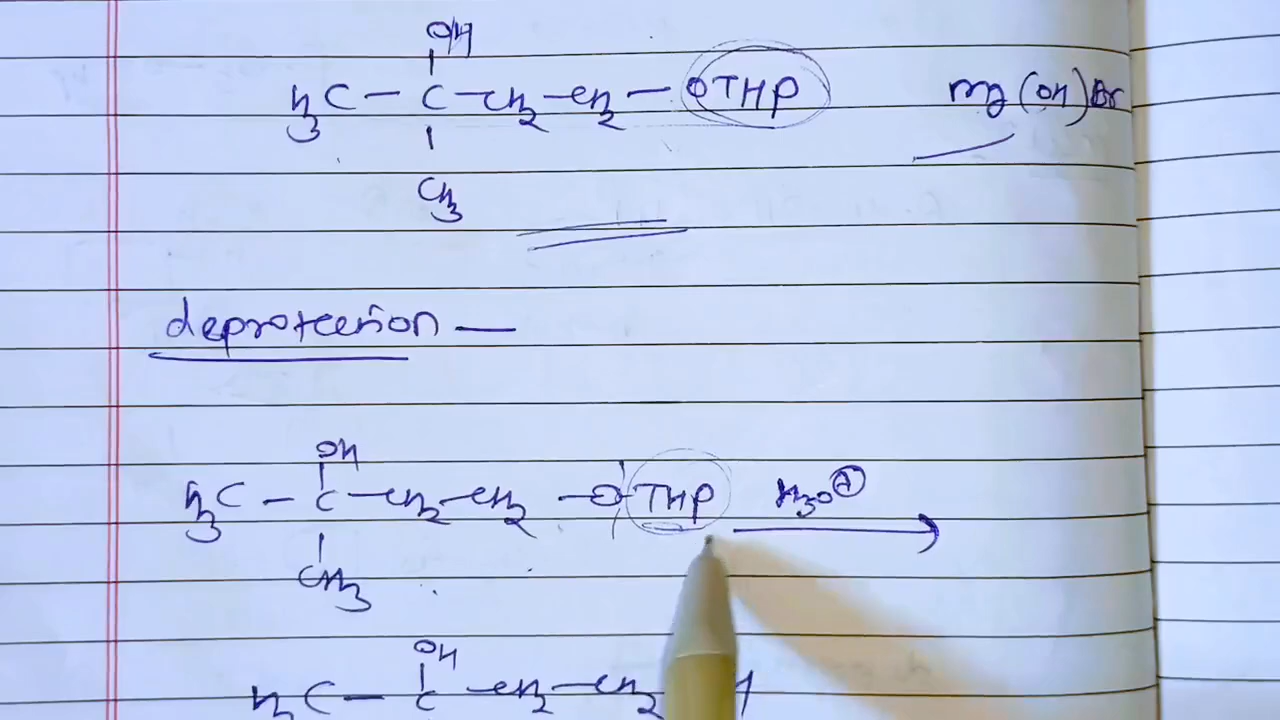 OH
H3C – C – CH2 – CH2 – OTHP Mg(OH)Br
CH3
deprotection —
OH
H3C – C – CH2 – CH2 – O THP H3O⊕
CH3
OH
H3C – C – CH2 – CH2